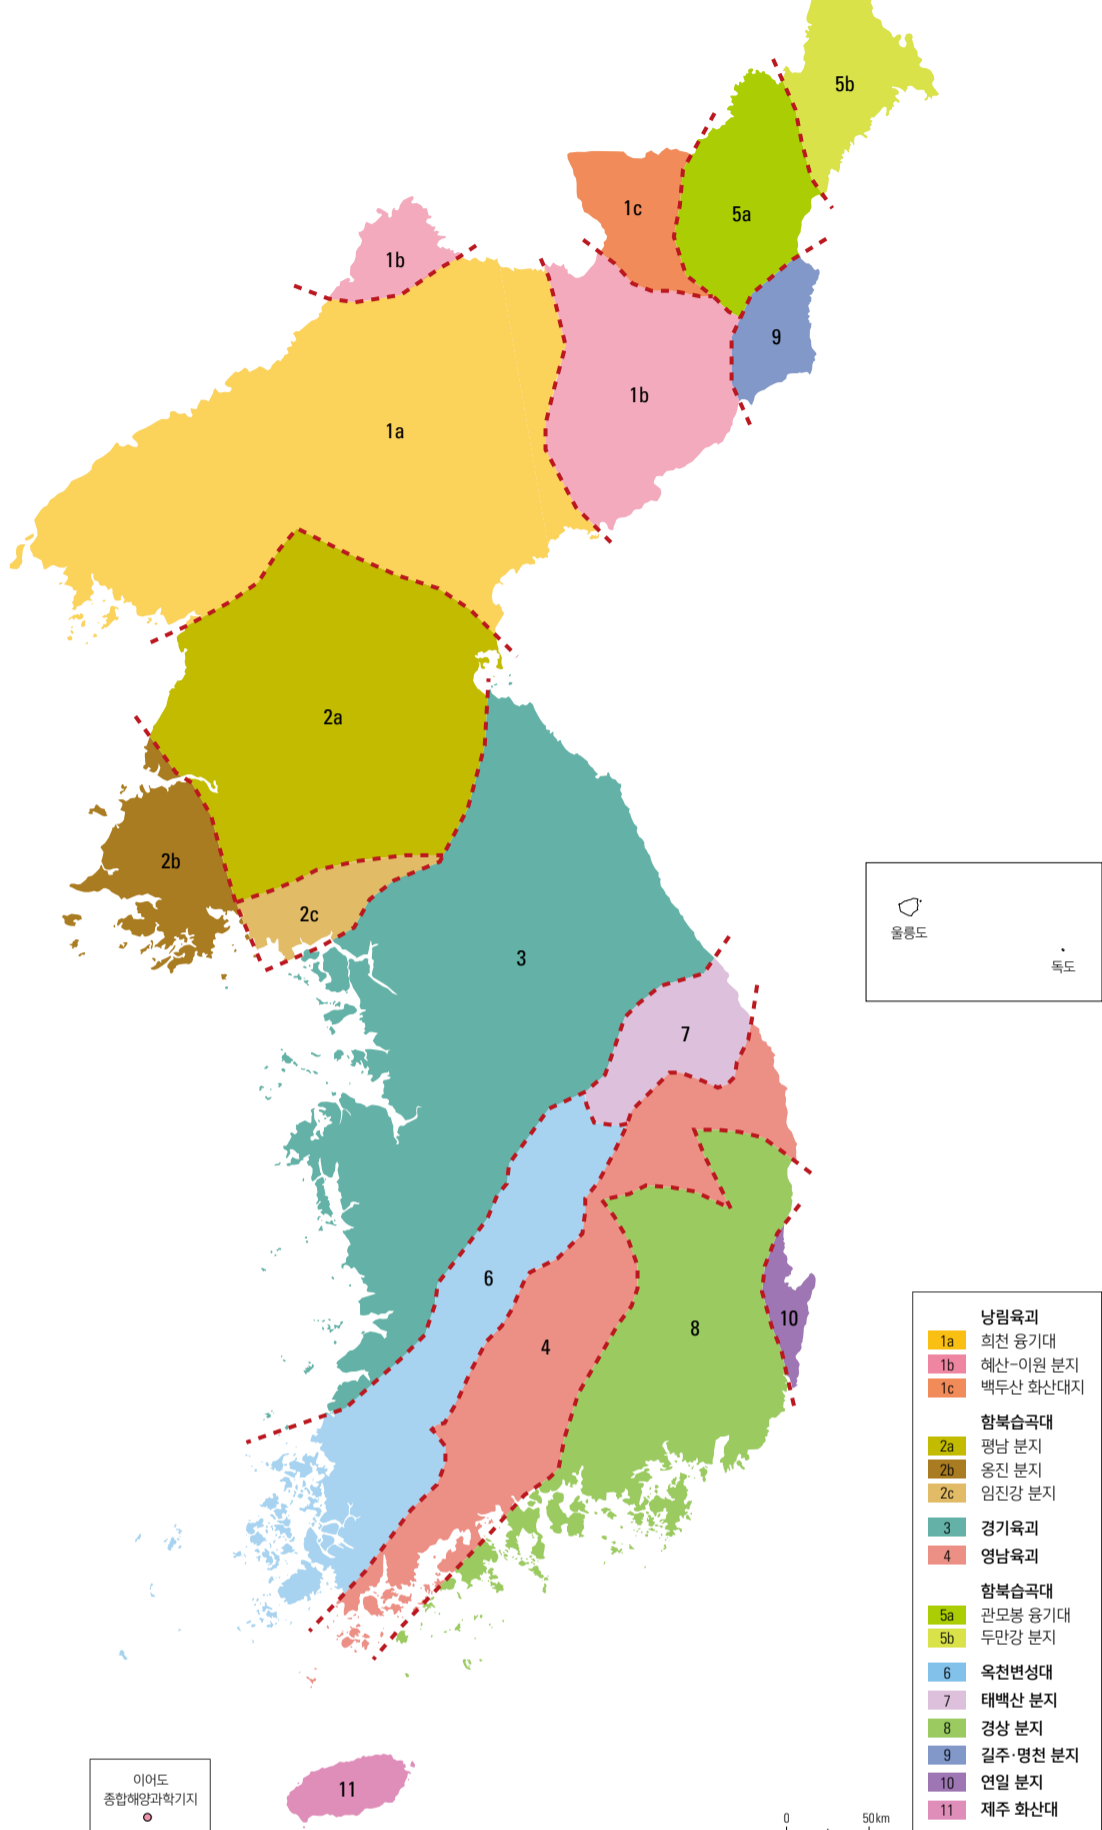 5b
1c
5a
1b
9
1b
1a
2a
2b
2c
3
울릉도
독도
7
6
10
8
4
낭림육괴
1a 희천 융기대
1b 혜산-이원 분지
1c 백두산 화산대지
함북습곡대
2a 평남 분지
2b 옹진 분지
2c 임진강 분지
3 경기육괴
4 영남육괴
함북습곡대
5a 관모봉 융기대
5b 두만강 분지
6 옥천변성대
7 태백산 분지
8 경상 분지
9 길주·명천 분지
10 연일 분지
11 제주 화산대
11
이어도
종합해양과학기지
0 50km